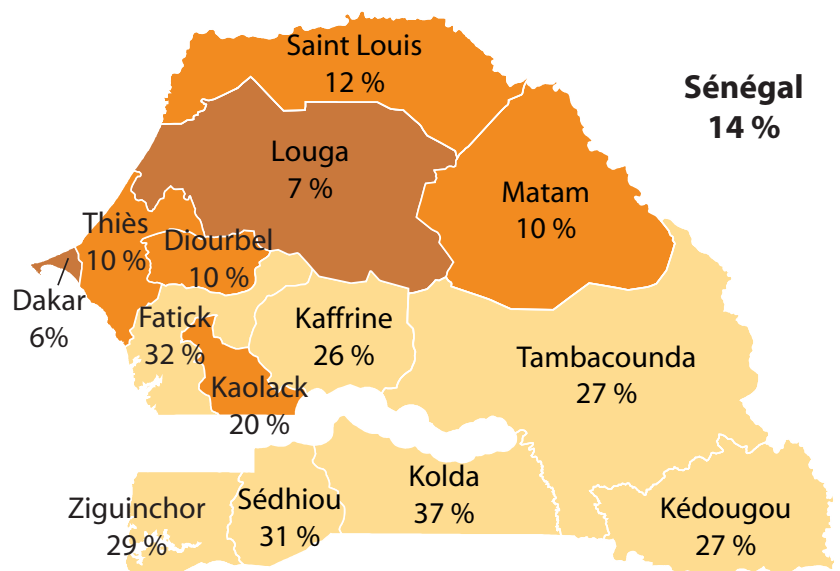 Saint Louis
12 %
Sénégal
14 %
Louga
7 %
Matam
10 %
Thiès
10 %
Diourbel
10 %
Dakar
6%
Fatick
32 %
Kaffrine
26 %
Tambacounda
27 %
Kaolack
20 %
Ziguinchor
29 %
Sédhiou
31 %
Kolda
37 %
Kédougou
27 %